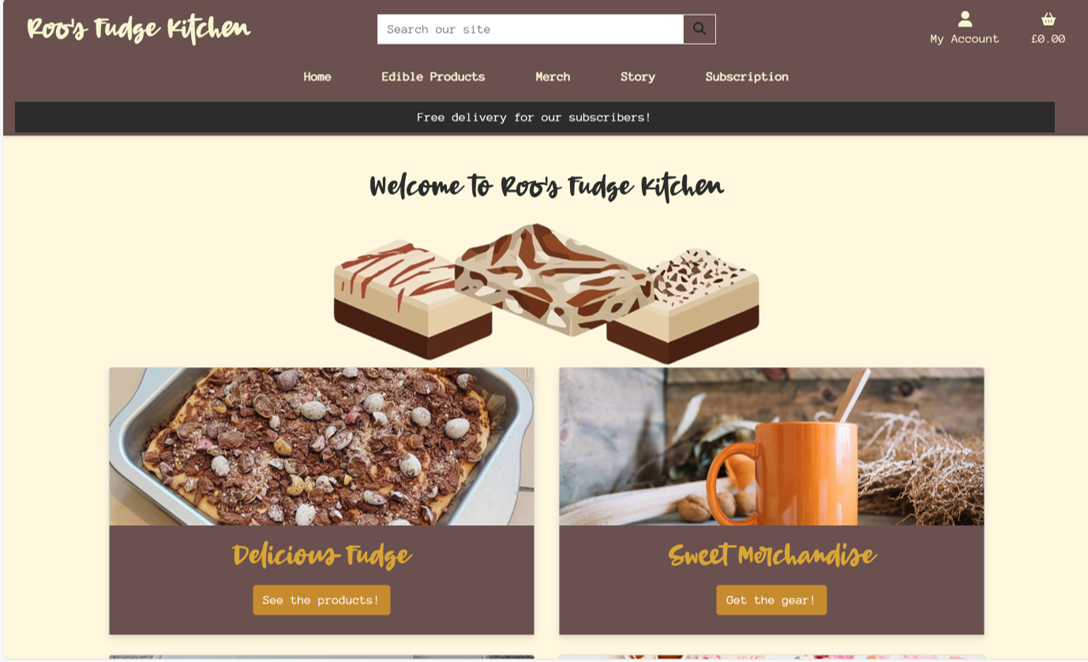 Roo's Fudge Kitchen
Search our site
My Account
£0.00
Home Edible Products Merch Story Subscription
Free delivery for our subscribers!
Welcome to Roo's Fudge Kitchen
Delicious Fudge
See the products!
Sweet Merchandise
Get the gear!